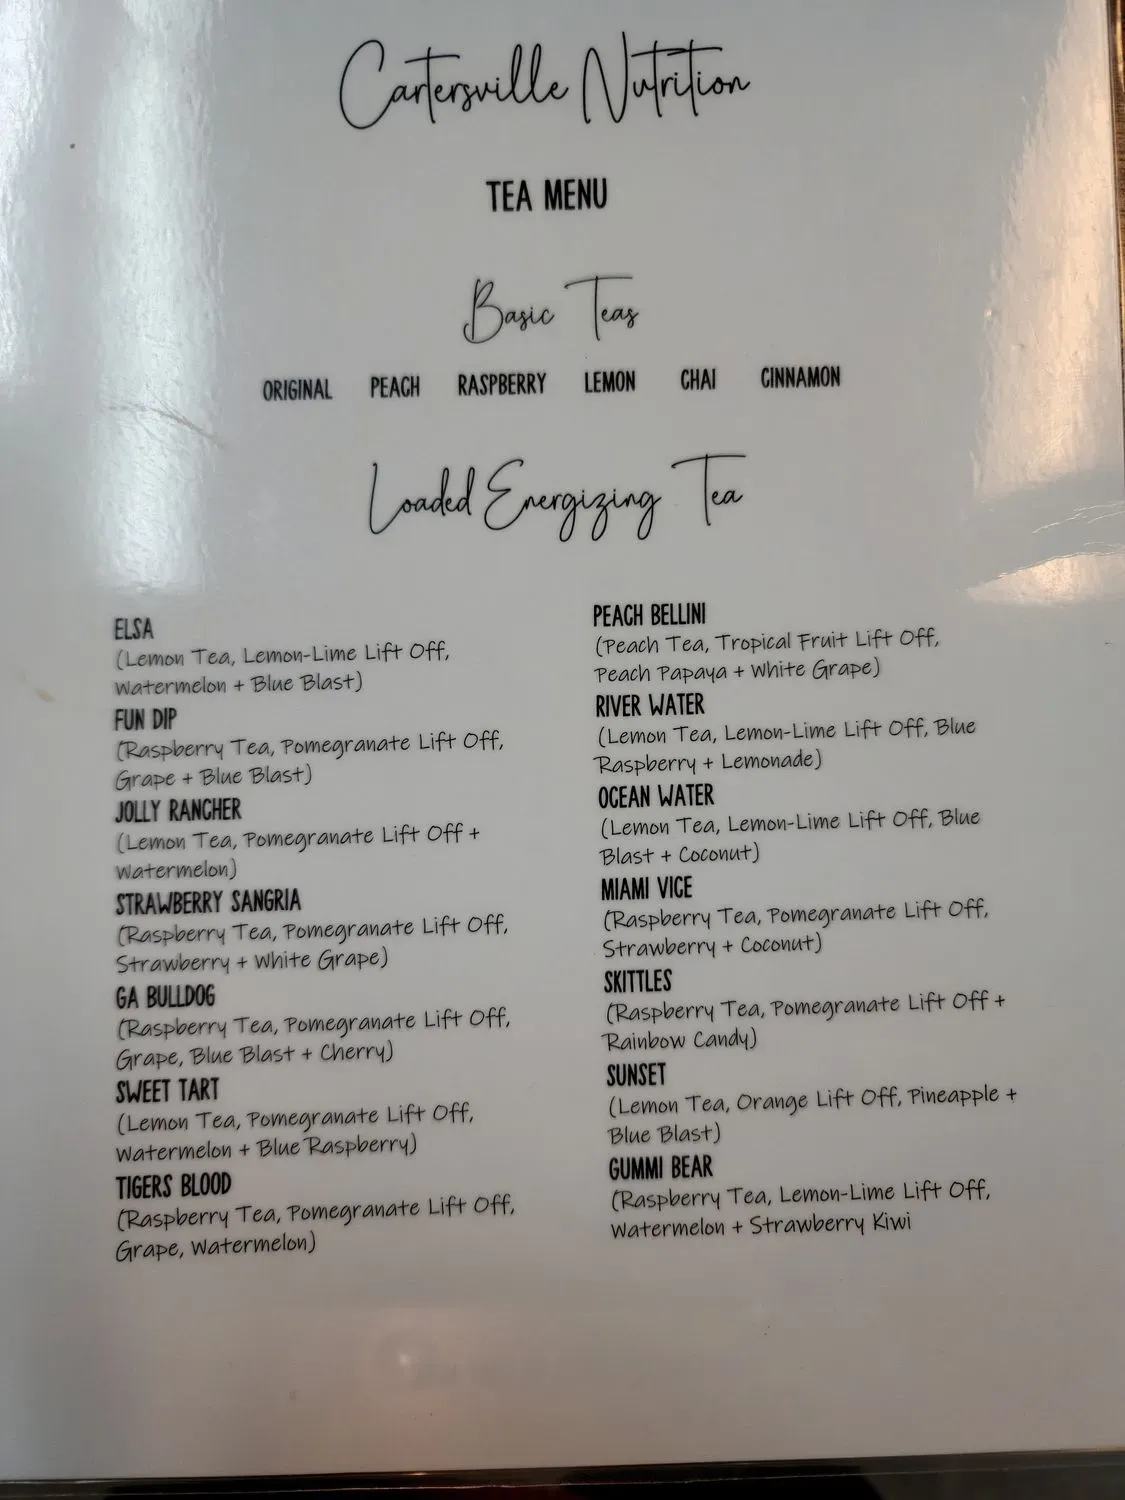 Cartersville Nutrition
TEA MENU
Basic Teas
ORIGINAL PEACH RASPBERRY LEMON CHAI CINNAMON
Loaded Energizing Tea
ELSA
(Lemon Tea, Lemon-Lime Lift Off,
Watermelon + Blue Blast)
FUN DIP
(Raspberry Tea, Pomegranate Lift Off,
Grape + Blue Blast)
JOLLY RANCHER
(Lemon Tea, Pomegranate Lift Off +
Watermelon)
STRAWBERRY SANGRIA
(Raspberry Tea, Pomegranate Lift Off,
Strawberry + White Grape)
GA BULLDOG
(Raspberry Tea, Pomegranate Lift Off,
Grape, Blue Blast + Cherry)
SWEET TART
(Lemon Tea, Pomegranate Lift Off,
Watermelon + Blue Raspberry)
TIGERS BLOOD
(Raspberry Tea, Pomegranate Lift Off,
Grape, Watermelon)
PEACH BELLINI
(Peach Tea, Tropical Fruit Lift Off,
Peach Papaya + White Grape)
RIVER WATER
(Lemon Tea, Lemon-Lime Lift Off, Blue
Raspberry + Lemonade)
OCEAN WATER
(Lemon Tea, Lemon-Lime Lift Off, Blue
Blast + Coconut)
MIAMI VICE
(Raspberry Tea, Pomegranate Lift Off,
Strawberry + Coconut)
SKITTLES
(Raspberry Tea, Pomegranate Lift Off +
Rainbow Candy)
SUNSET
(Lemon Tea, Orange Lift Off, Pineapple +
Blue Blast)
GUMMI BEAR
(Raspberry Tea, Lemon-Lime Lift Off,
Watermelon + Strawberry Kiwi